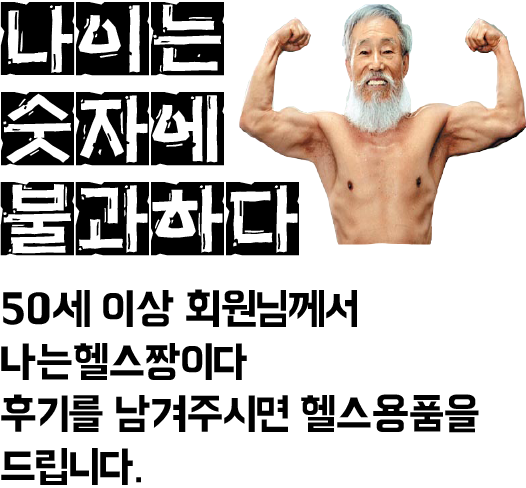 나이는
숫자에
불과하다
50세 이상 회원님께서
나는헬스짱이다
후기를 남겨주시면 헬스용품을
드립니다.